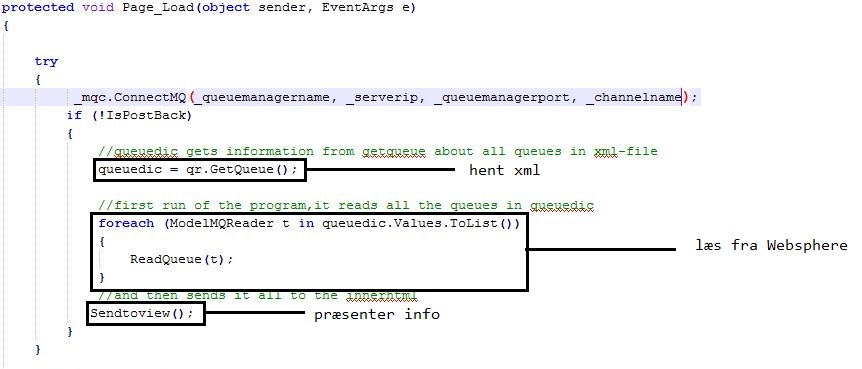 protected void Page_Load(object sender, EventArgs e)
{
try
{
_mqc.ConnectMQ(_queuemanagername, _serverip, _queuemanagerport, _channelname);
if (!IsPostBack)
{
//queuedic gets information from getqueue about all queues in xml-file
queuedic = qr.GetQueue(); hent xml
//first run of the program,it reads all the queues in queuedic
foreach (ModelMQReader t in queuedic.Values.ToList())
{
læs fra Websphere
ReadQueue(t);
}
//and then sends it all to the innerhtml
Sendtoview(); præsenter info
}
}